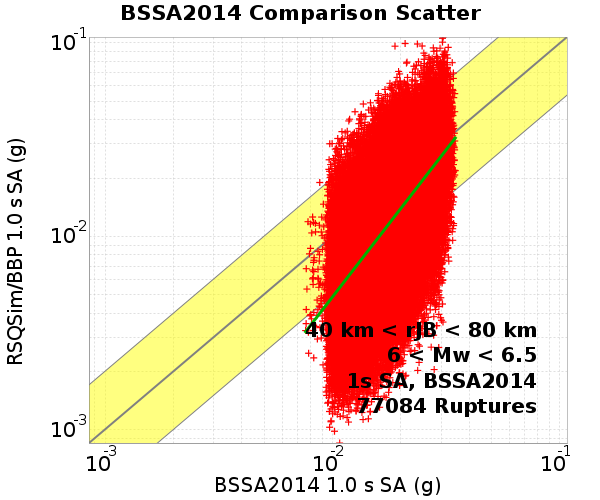 BSSA2014 Comparison Scatter
RSQSim/BBP 1.0 s SA (g)
10-1
10-2
10-3
40 km < rJB < 80 km
6 < Mw < 6.5
1s SA, BSSA2014
77084 Ruptures
10-3 10-2 10-1
BSSA2014 1.0 s SA (g)